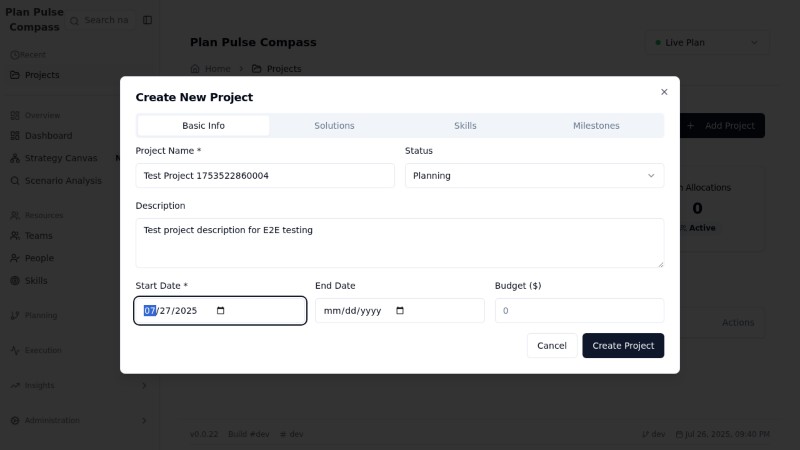 Plan Pulse
Compass
Search na
Recent
Projects
Overview
Dashboard
Strategy Canvas
Scenario Analysis
Resources
Teams
People
Skills
Planning
Execution
Insights
Administration
Plan Pulse Compass
Live Plan
Home
Projects
Add Project
Allocations
0
Active
Actions
Create New Project
Basic Info
Solutions
Skills
Milestones
Project Name *
Status
Test Project 1753522860004
Planning
Description
Test project description for E2E testing
Start Date *
End Date
Budget ($)
07/27/2025
mm/dd/yyyy
0
Cancel
Create Project
v0.0.22
Build #dev
dev
dev
Jul 26, 2025, 09:40 PM